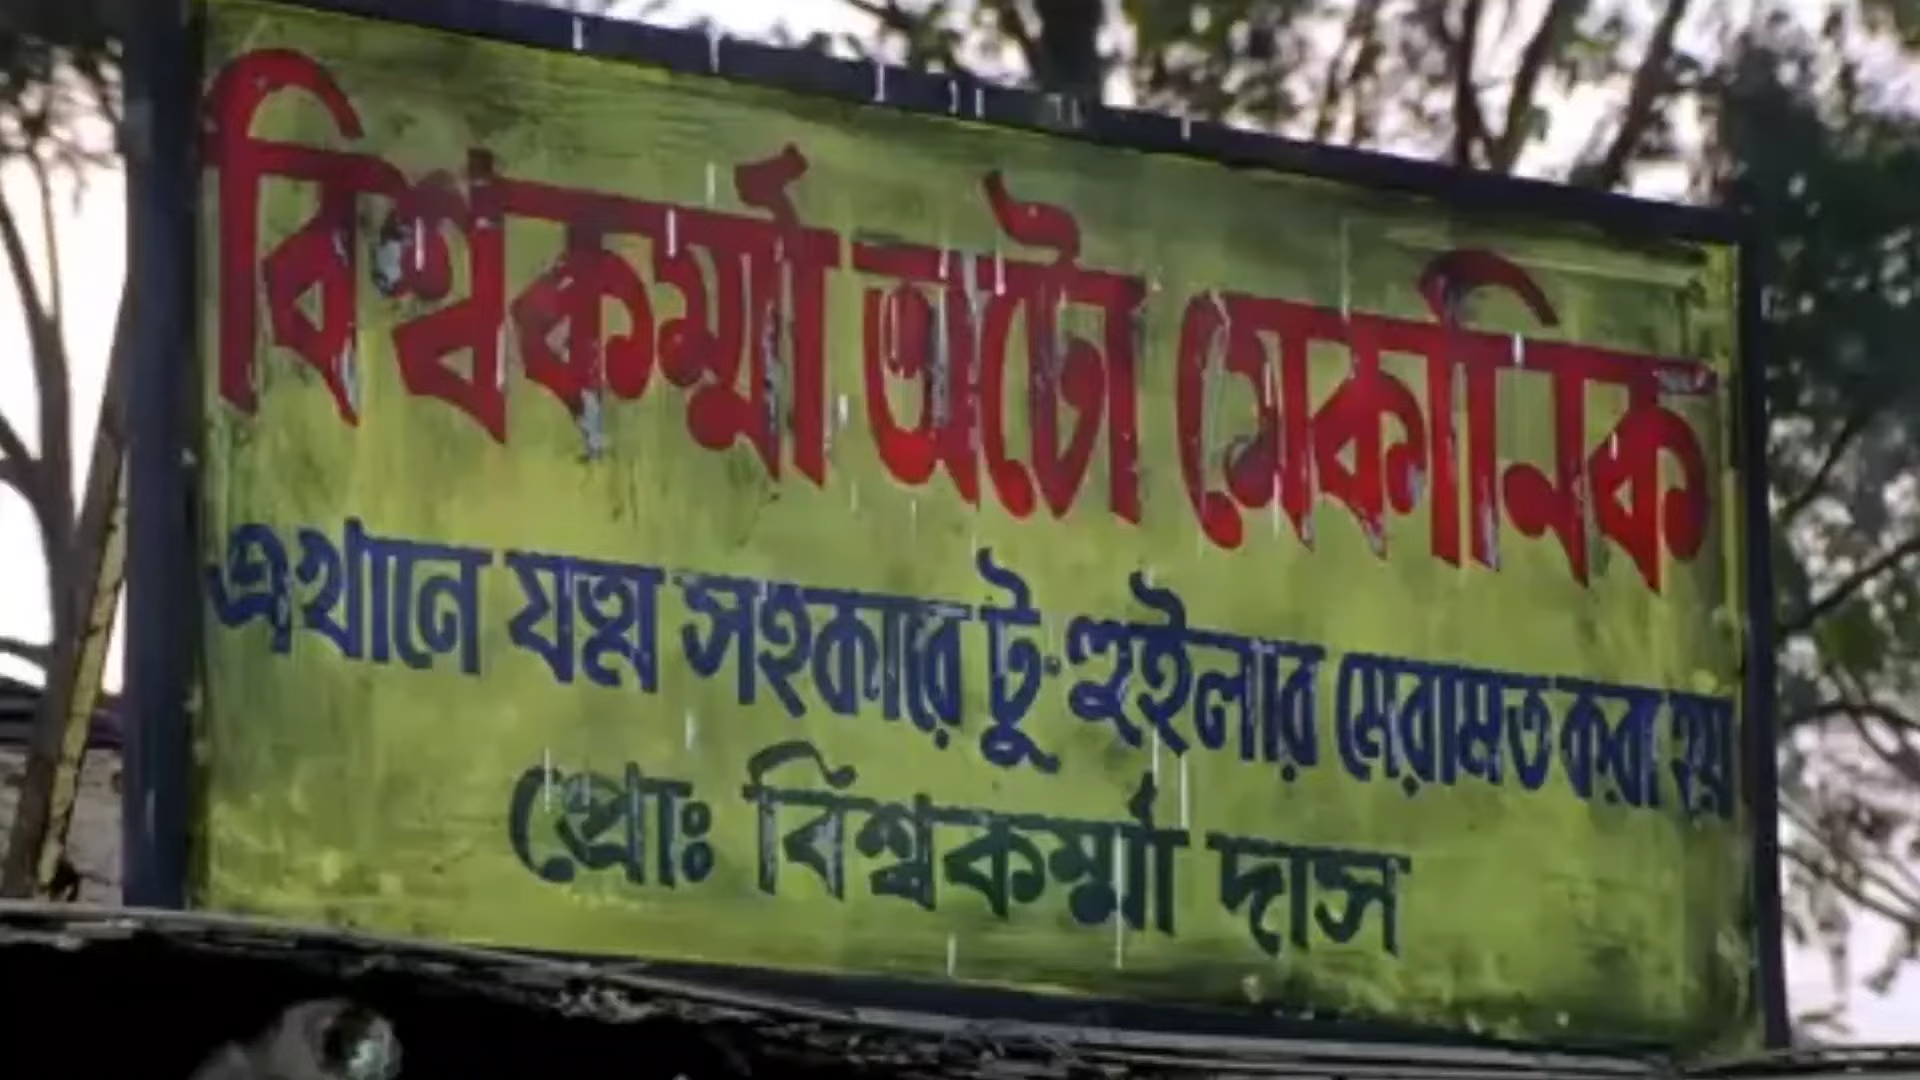 বিশ্বকর্ম্মা অটো মেকানিক
এখানে যত্ম সহকারে টু-হুইলার মেরামত করা হয়
প্রোঃ বিশ্বকর্ম্মা দাস